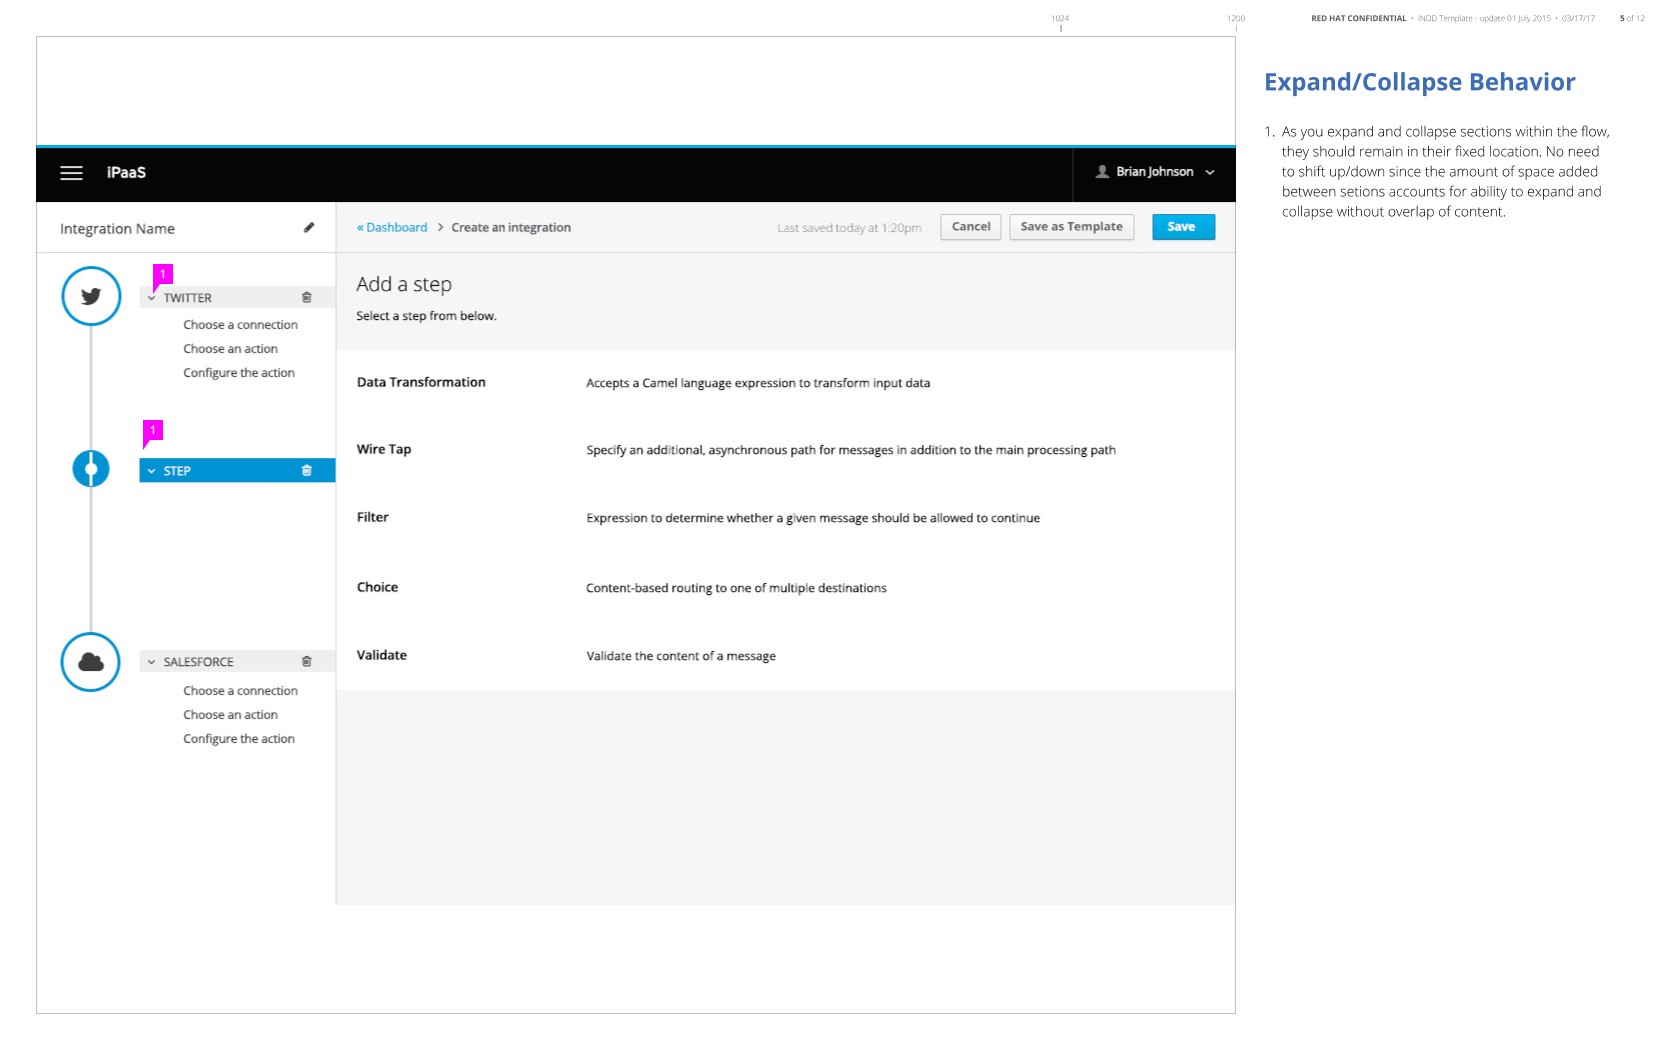 1024
1200
RED HAT CONFIDENTIAL • INDD Template - update 01 July 2015 • 03/17/17 5 of 12
Expand/Collapse Behavior
1. As you expand and collapse sections within the flow,
they should remain in their fixed location. No need
to shift up/down since the amount of space added
between setions accounts for ability to expand and
collapse without overlap of content.
iPaaS
Brian Johnson
Integration Name
« Dashboard > Create an integration
Last saved today at 1:20pm
Cancel
Save as Template
Save
1
TWITTER
Choose a connection
Choose an action
Configure the action
1
STEP
SALESFORCE
Choose a connection
Choose an action
Configure the action
Add a step
Select a step from below.
Data Transformation Accepts a Camel language expression to transform input data
Wire Tap Specify an additional, asynchronous path for messages in addition to the main processing path
Filter Expression to determine whether a given message should be allowed to continue
Choice Content-based routing to one of multiple destinations
Validate Validate the content of a message